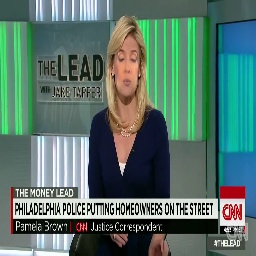 THE LEAD
WITH JAKE TAPPER
THE MONEY LEAD
PHILADELPHIA POLICE PUTTING HOMEOWNERS ON THE STREET
Pamela Brown CNN Justice Correspondent
CNN
#THELEAD